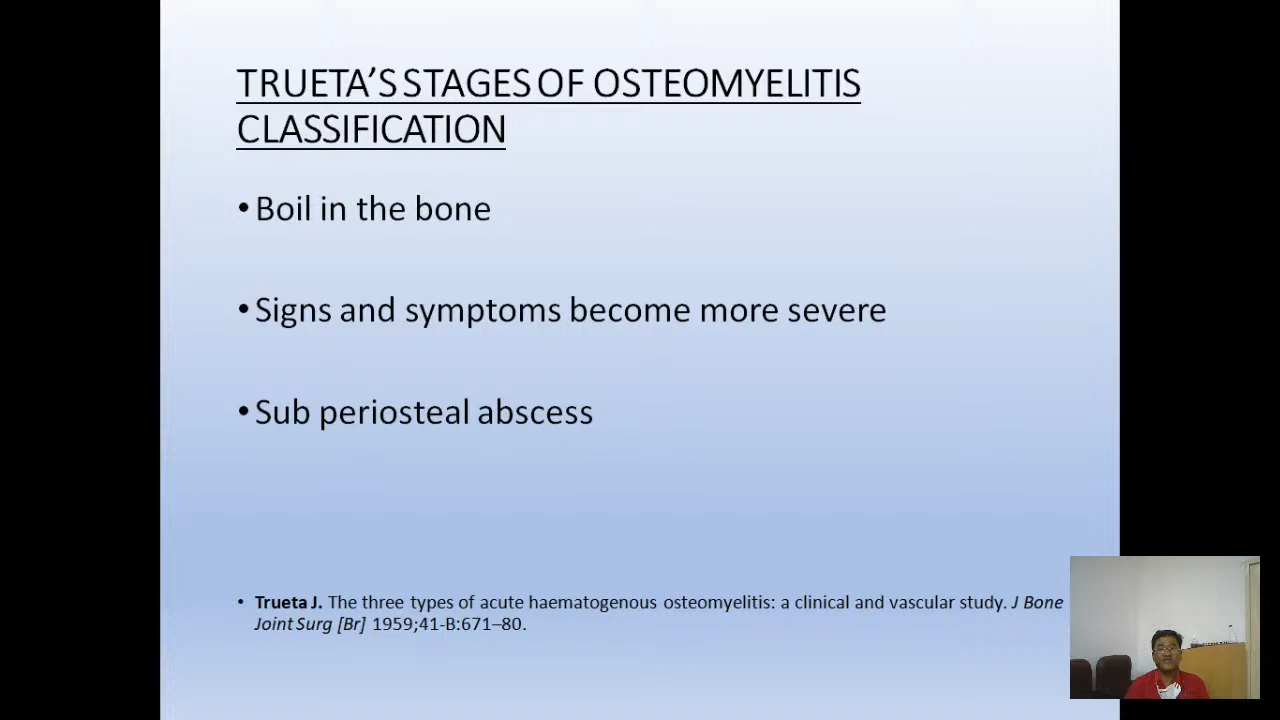 TRUETA’S STAGES OF OSTEOMYELITIS
CLASSIFICATION
• Boil in the bone
• Signs and symptoms become more severe
• Sub periosteal abscess
• Trueta J. The three types of acute haematogenous osteomyelitis: a clinical and vascular study. J Bone
Joint Surg [Br] 1959;41-B:671–80.